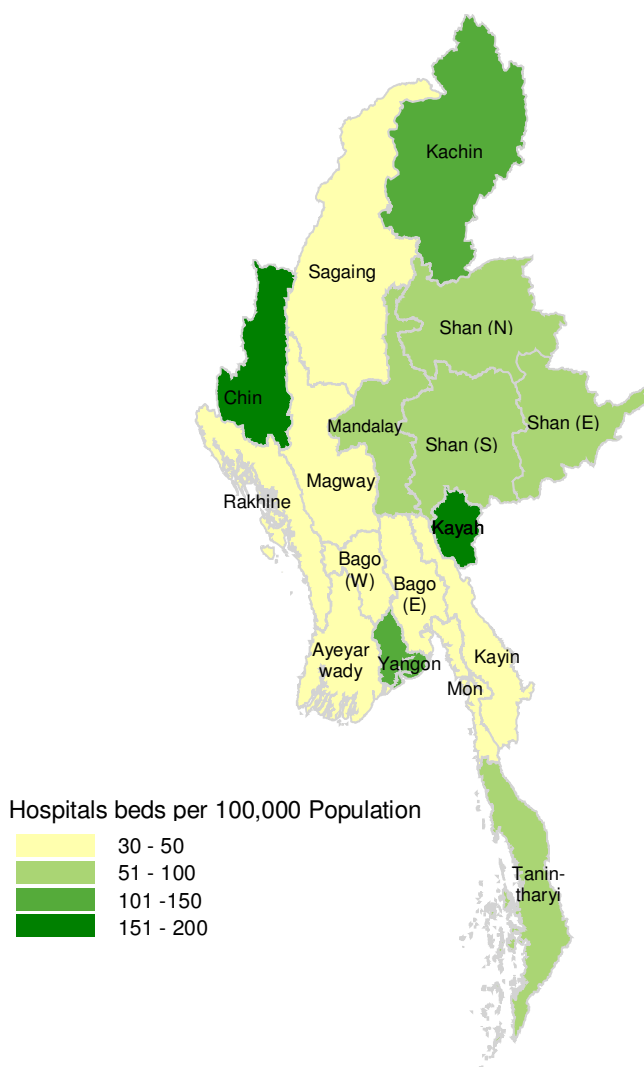 Kachin
Sagaing
Shan (N)
Chin
Mandalay
Shan (E)
Shan (S)
Magway
Rakhine
Kayah
Bago
(W)
Bago
(E)
Ayeyar
wady
Yangon
Kayin
Mon
Hospitals beds per 100,000 Population
30 - 50
51 - 100
101 -150
151 - 200
Tanin-
tharyi